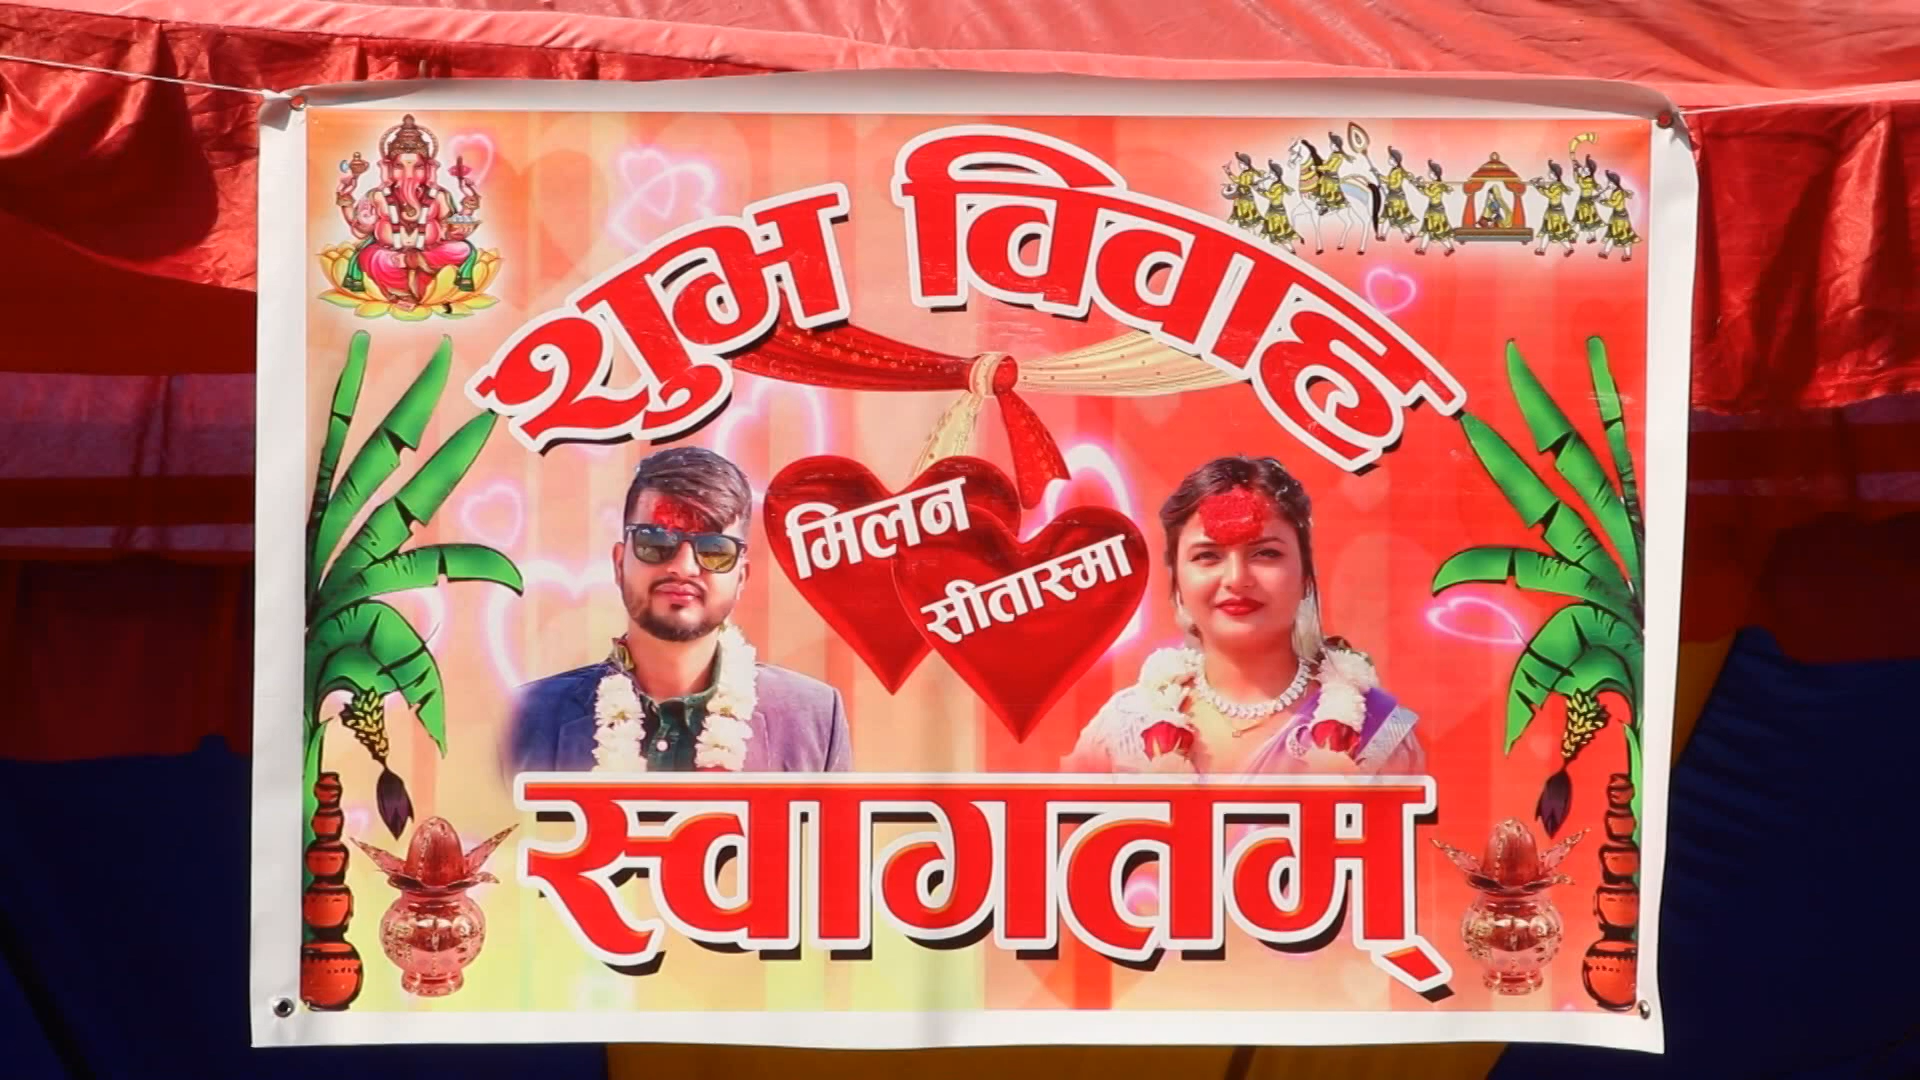 शुभ विवाह
मिलन
सीतास्मा
स्वागतम्